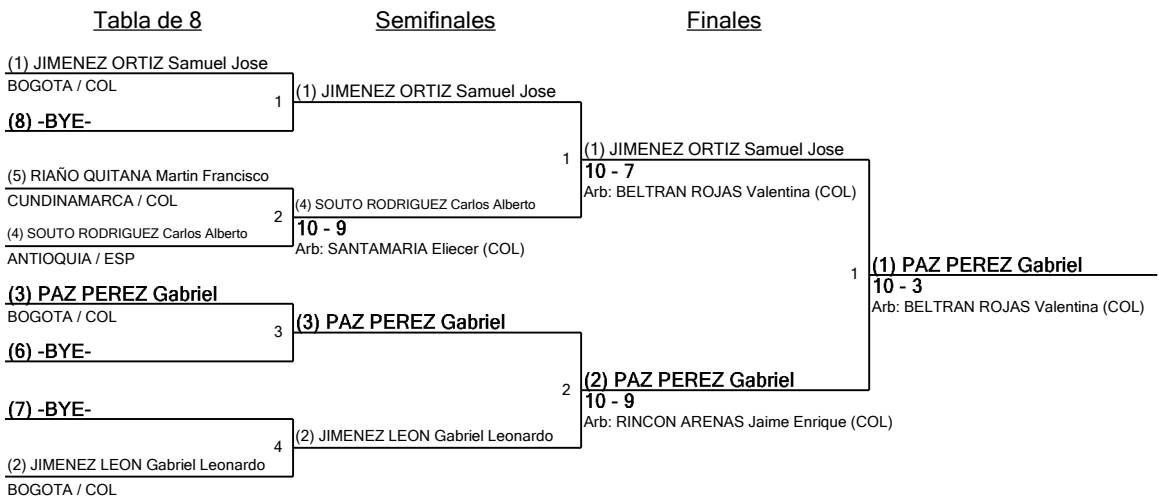 Tabla de 8
Semifinales
Finales
(1) JIMENEZ ORTIZ Samuel Jose
BOGOTA / COL
1
(1) JIMENEZ ORTIZ Samuel Jose
(8) -BYE-
1
(1) JIMENEZ ORTIZ Samuel Jose
10 - 7
Arb: BELTRAN ROJAS Valentina (COL)
(5) RIAÑO QUITANA Martin Francisco
CUNDINAMARCA / COL
2
(4) SOUTO RODRIGUEZ Carlos Alberto
10 - 9
Arb: SANTAMARIA Eliecer (COL)
(4) SOUTO RODRIGUEZ Carlos Alberto
ANTIOQUIA / ESP
1
(1) PAZ PEREZ Gabriel
10 - 3
Arb: BELTRAN ROJAS Valentina (COL)
(3) PAZ PEREZ Gabriel
BOGOTA / COL
3
(3) PAZ PEREZ Gabriel
(6) -BYE-
2
(2) PAZ PEREZ Gabriel
10 - 9
Arb: RINCON ARENAS Jaime Enrique (COL)
(7) -BYE-
4
(2) JIMENEZ LEON Gabriel Leonardo
(2) JIMENEZ LEON Gabriel Leonardo
BOGOTA / COL